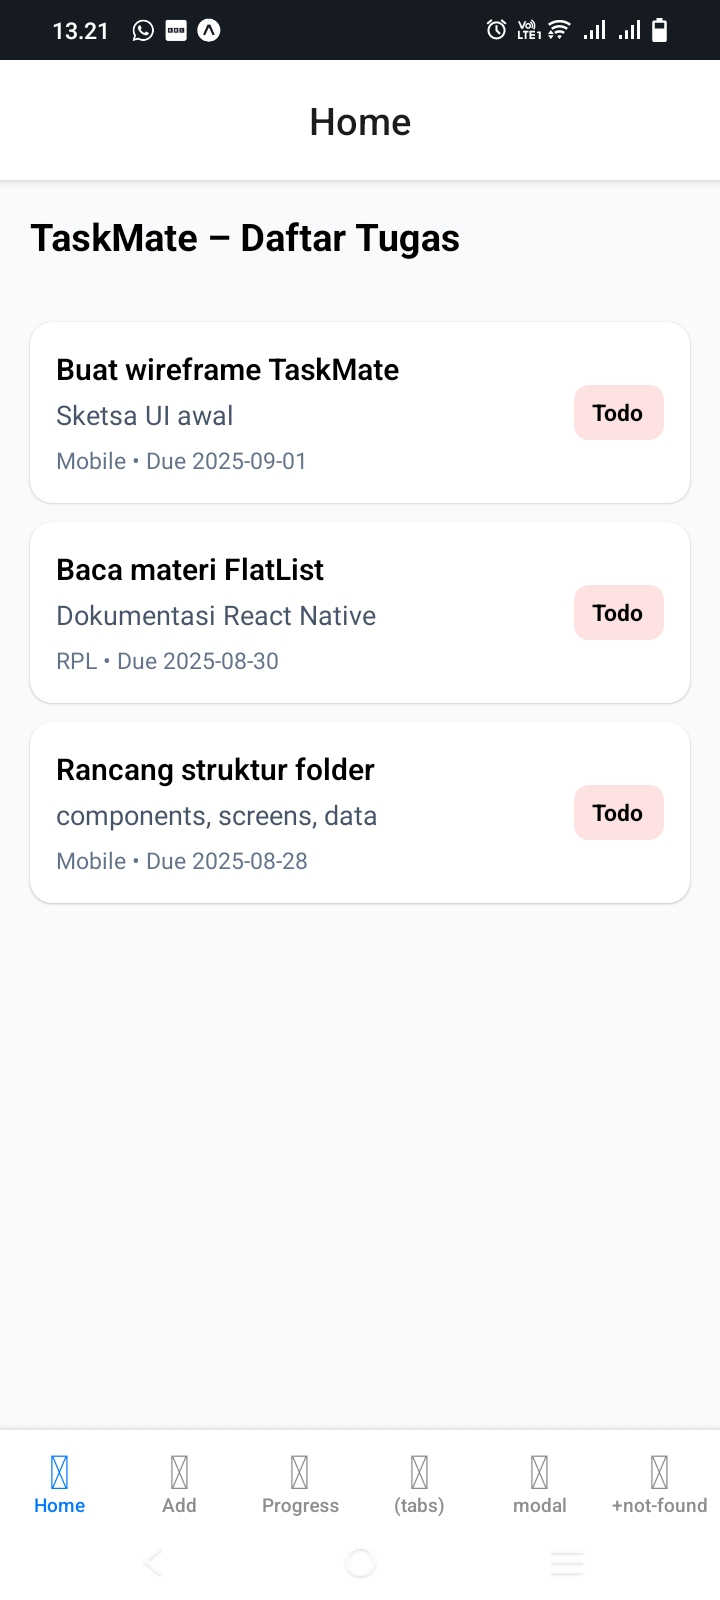 13.21
Vo) LTE1
Home
TaskMate – Daftar Tugas
Buat wireframe TaskMate
Sketsa UI awal
Mobile • Due 2025-09-01
Todo
Baca materi FlatList
Dokumentasi React Native
RPL • Due 2025-08-30
Todo
Rancang struktur folder
components, screens, data
Mobile • Due 2025-08-28
Todo
Home
Add
Progress
(tabs)
modal
+not-found